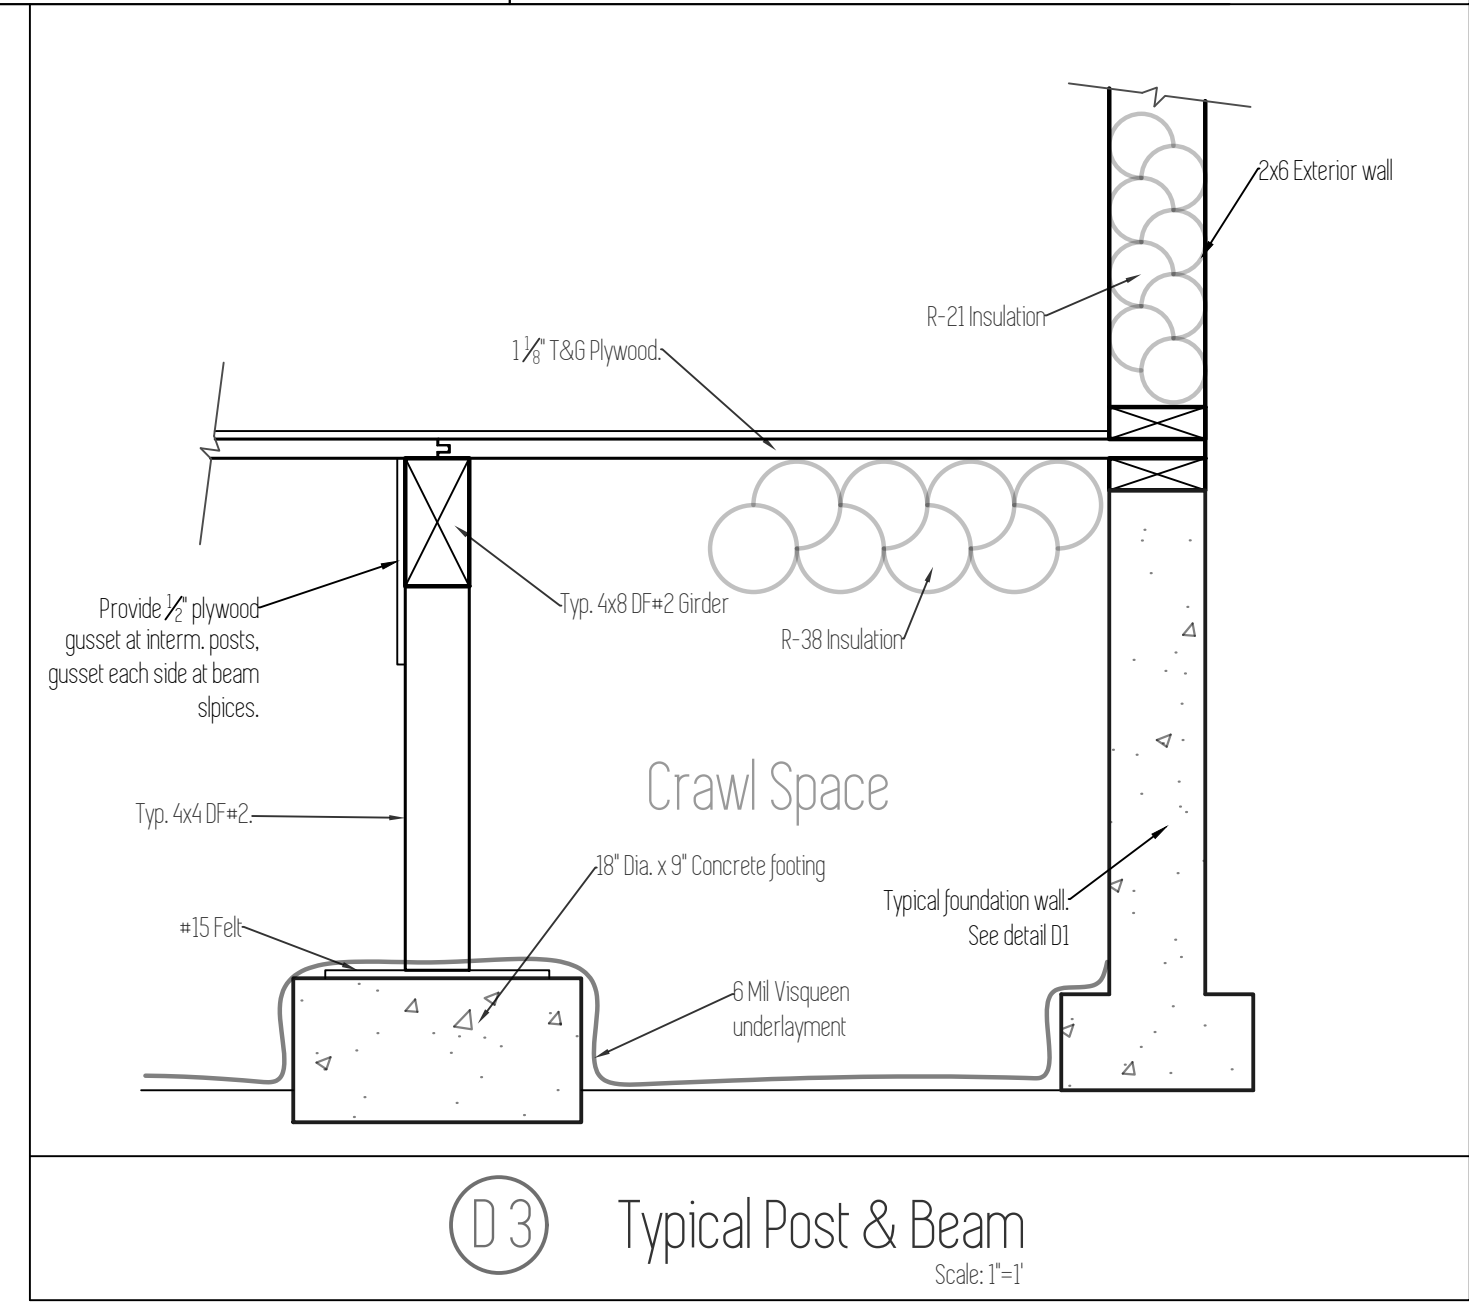 2x6 Exterior wall
R-21 Insulation
1 1/8" T&G Plywood.
Provide 1/2" plywood
gusset at interm. posts,
gusset each side at beam
slpices.
Typ. 4x8 DF#2 Girder
R-38 Insulation
Crawl Space
Typ. 4x4 DF#2.
18" Dia. x 9" Concrete footing
Typical foundation wall.
See detail D1
#15 Felt
6 Mil Visqueen
underlayment
D 3
Typical Post & Beam
Scale: 1"=1'